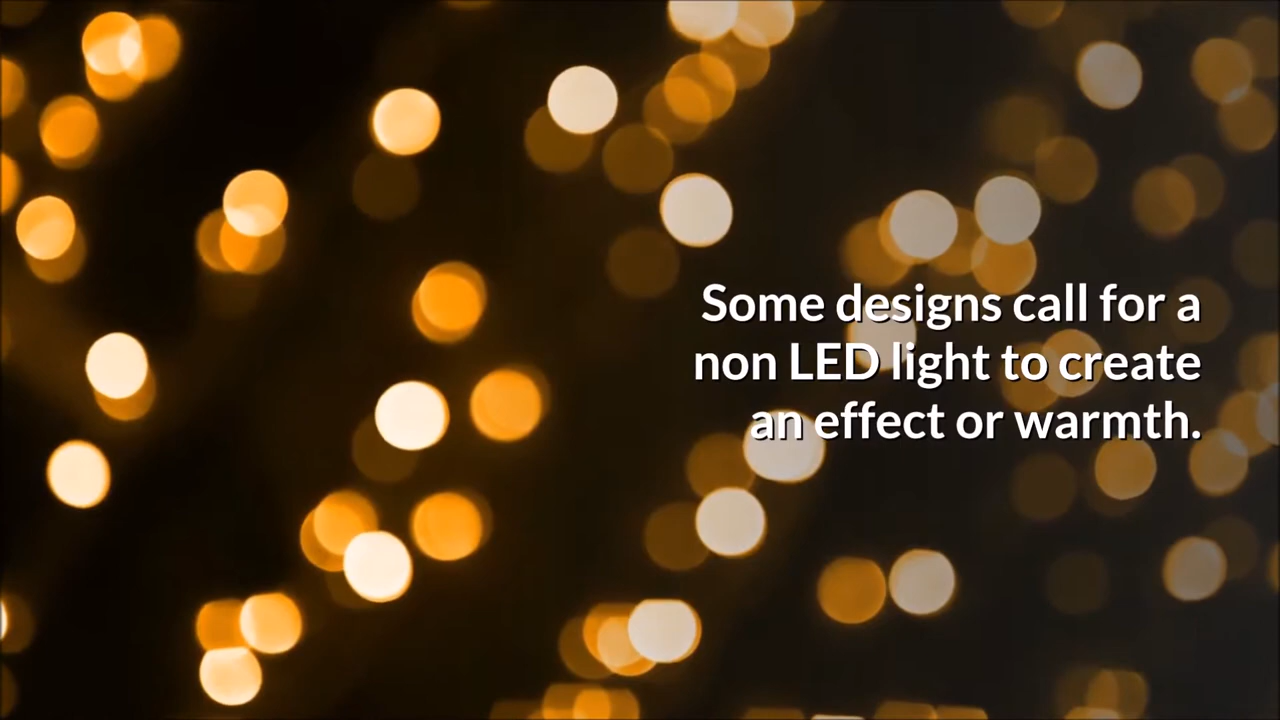 Some designs call for a
non LED light to create
an effect or warmth.